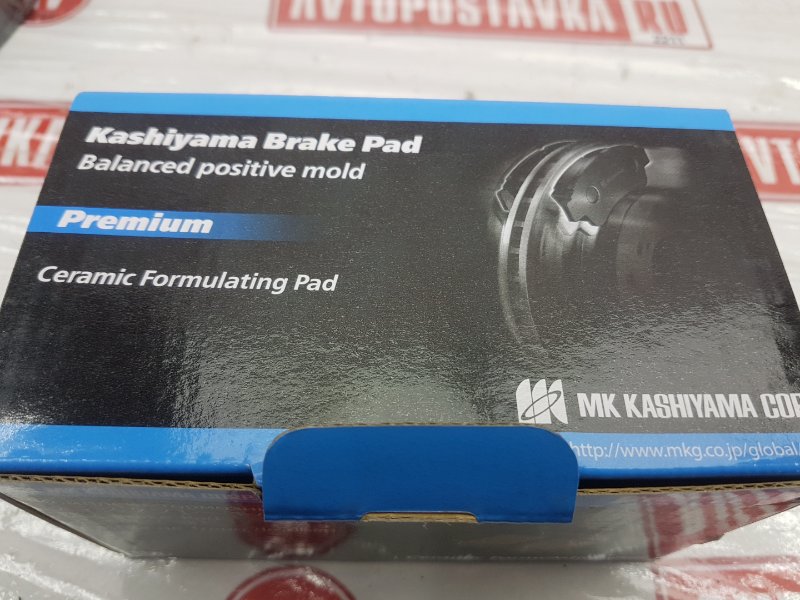 AVTOPOSTAVKA RU
2011
Kashiyama Brake Pad
Balanced positive mold
Premium
Ceramic Formulating Pad
MK KASHIYAMA COR
http://www.mkg.co.jp/global